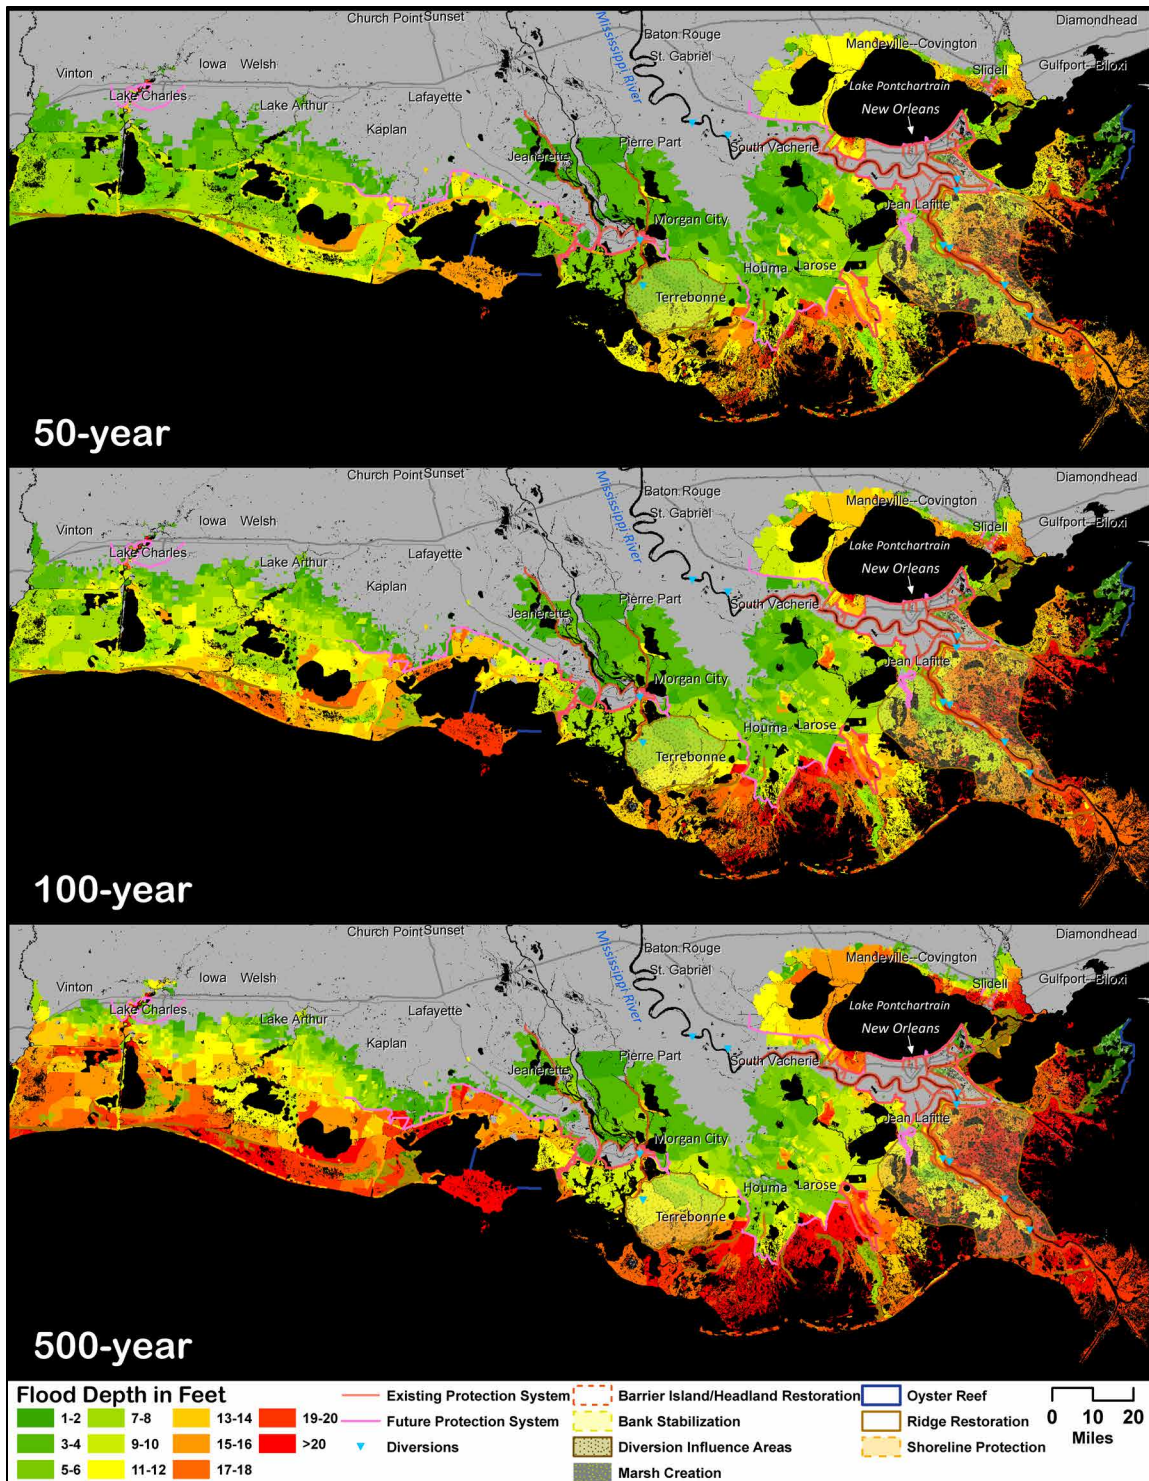 Church Point Sunset
Diamondhead
Baton Rouge
Mandeville--Covington
St. Gabriel
Iowa Welsh
Vinton
Slidell
Gulfport--Biloxi
Mississippi River
Lake Pontchartrain
Lake Charles
Lake Arthur
Lafayette
New Orleans
Kaplan
Pierre Part
South Vacherie
Jeanerette
Jean Lafitte
Morgan City
Houma
Larose
Terrebonne
50-year
Church Point Sunset
Diamondhead
Baton Rouge
Mandeville--Covington
St. Gabriel
Iowa Welsh
Vinton
Slidell
Gulfport--Biloxi
Mississippi River
Lake Pontchartrain
Lake Charles
Lake Arthur
Lafayette
New Orleans
Kaplan
Pierre Part
South Vacherie
Jeanerette
Jean Lafitte
Morgan City
Houma
Larose
Terrebonne
100-year
Church Point Sunset
Diamondhead
Baton Rouge
Mandeville--Covington
St. Gabriel
Iowa Welsh
Vinton
Slidell
Gulfport--Biloxi
Mississippi River
Lake Pontchartrain
Lake Charles
Lake Arthur
Lafayette
New Orleans
Kaplan
Pierre Part
South Vacherie
Jeanerette
Jean Lafitte
Morgan City
Houma
Larose
Terrebonne
500-year
Flood Depth in Feet
1-2
3-4
5-6
7-8
9-10
11-12
13-14
15-16
17-18
19-20
>20
Existing Protection System
Future Protection System
Diversions
Barrier Island/Headland Restoration
Bank Stabilization
Diversion Influence Areas
Marsh Creation
Oyster Reef
Ridge Restoration
Shoreline Protection
0 10 20
Miles